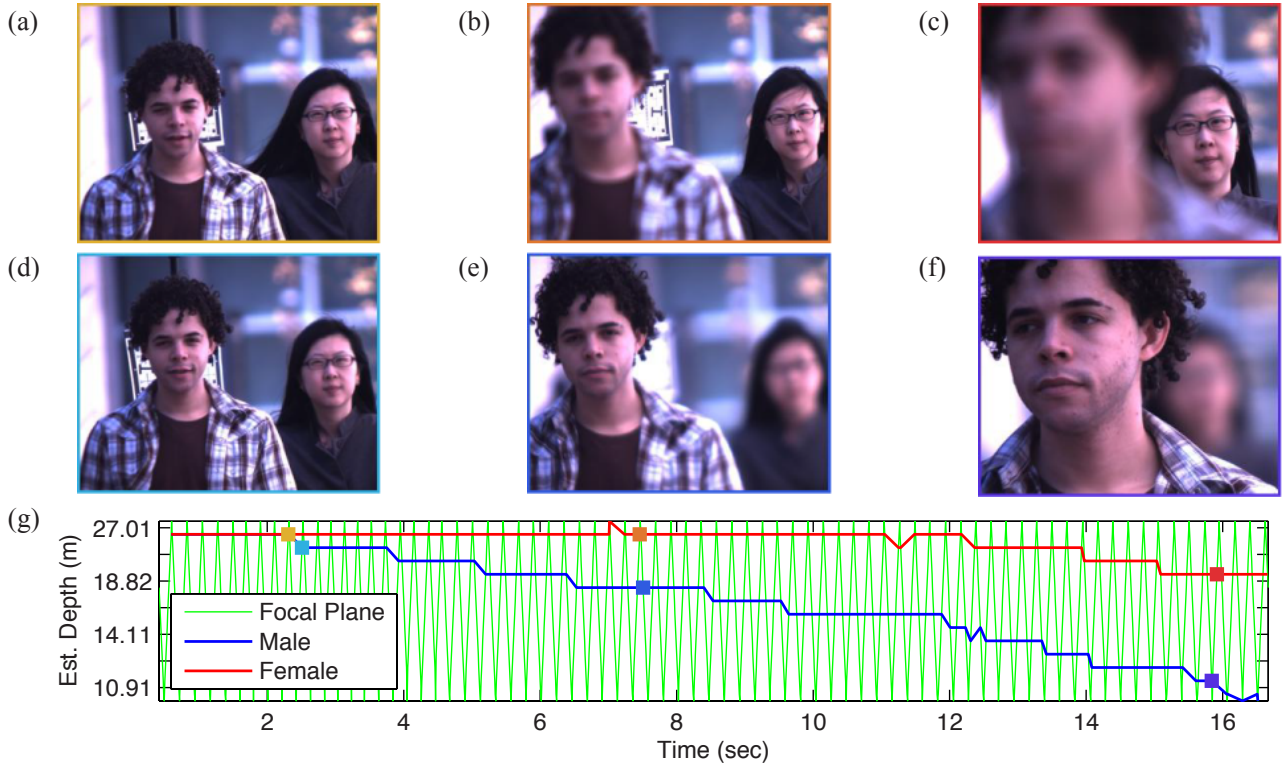 (a)
(b)
(c)
(d)
(e)
(f)
(g)
27.01
18.82
14.11
10.91
Est. Depth (m)
Focal Plane
Male
Female
2 4 6 8 10 12 14 16
Time (sec)